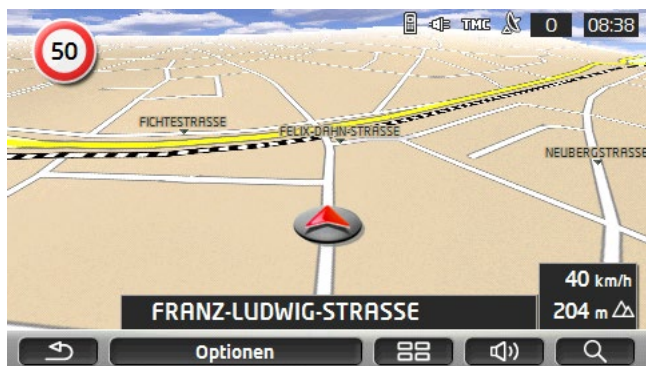 50
TMC
0
08:38
FICHTESTRASSE
FELIX-DAHN-STRASSE
NEUBERGSTRASSE
40 km/h
FRANZ-LUDWIG-STRASSE
204 m
Optionen